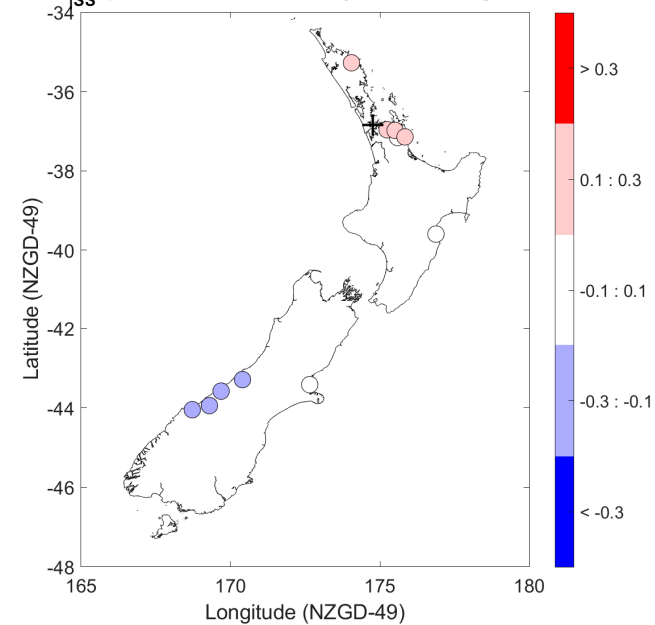 ss
-34
-36
-38
-40
-42
-44
-46
-48
165
170
175
180
Latitude (NZGD-49)
Longitude (NZGD-49)
> 0.3
0.1 : 0.3
-0.1 : 0.1
-0.3 : -0.1
< -0.3